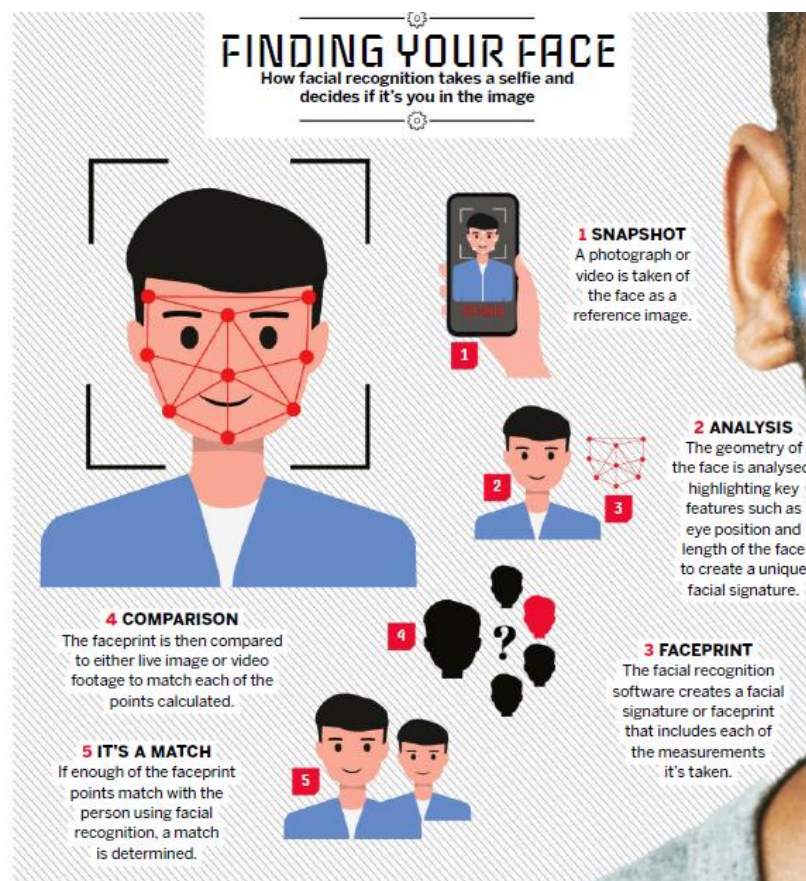 FINDING YOUR FACE
How facial recognition takes a selfie and
decides if it's you in the image
1 SNAPSHOT
A photograph or
video is taken of
the face as a
reference image.
1
2 ANALYSIS
The geometry of
the face is analysed
highlighting key
features such as
eye position and
length of the face
to create a unique
facial signature.
2
3
3 FACEPRINT
The facial recognition
software creates a facial
signature or faceprint
that includes each of
the measurements
it's taken.
4
?
4 COMPARISON
The faceprint is then compared
to either live image or video
footage to match each of the
points calculated.
5 IT'S A MATCH
If enough of the faceprint
points match with the
person using facial
recognition, a match
is determined.
5